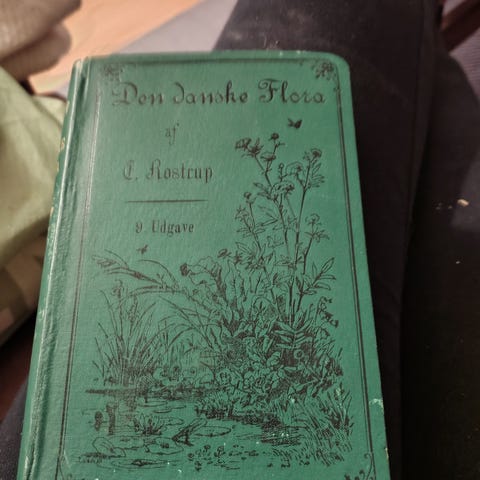 Den danske Flora
af
E. Rostrup
9. Udgave